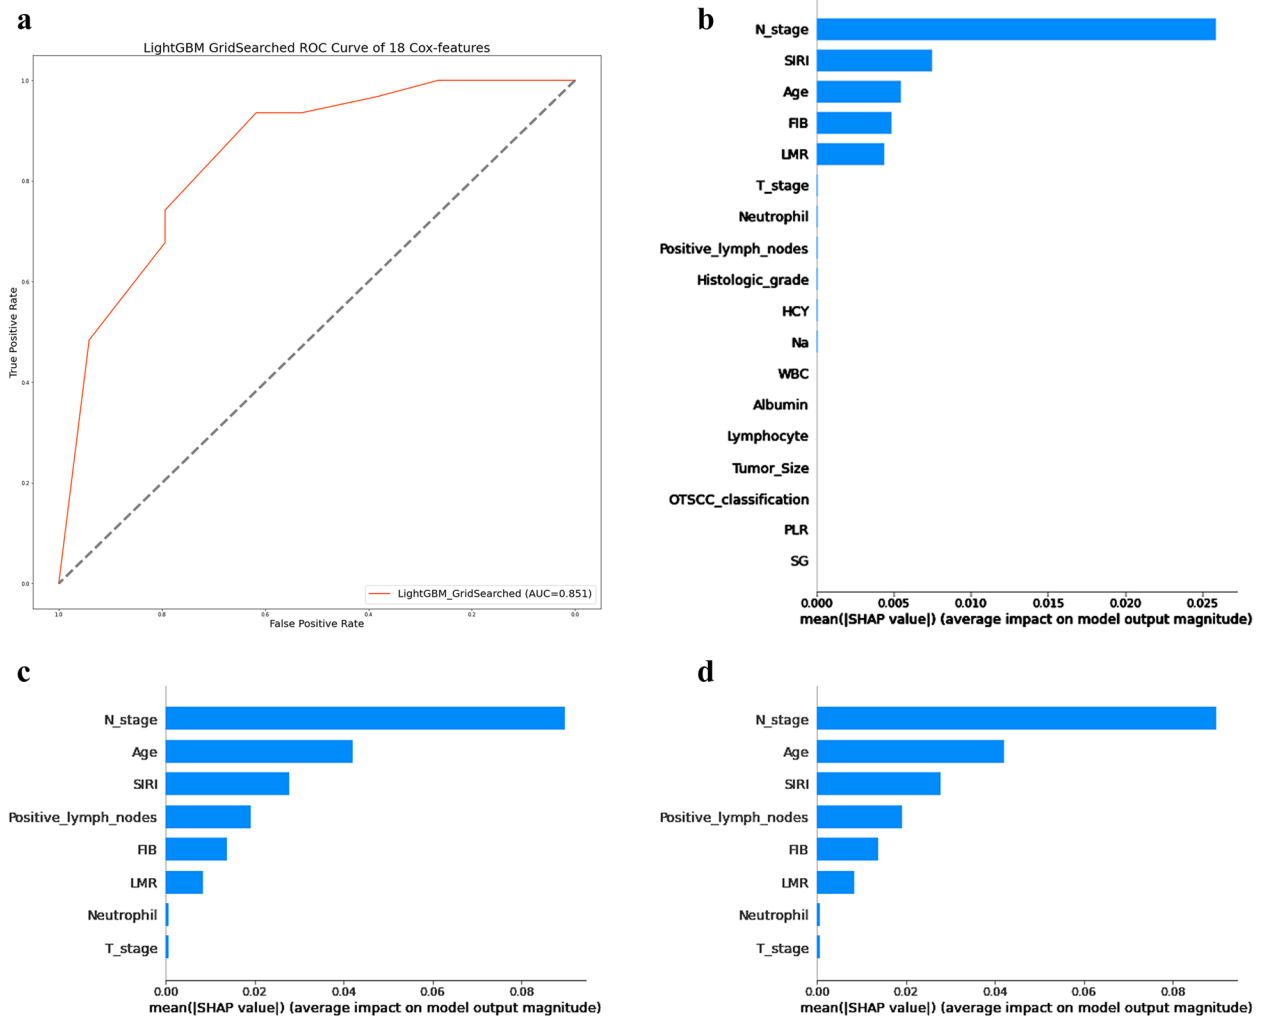 a
LightGBM GridSearched ROC Curve of 18 Cox-features
True Positive Rate
1.0
0.8
0.6
0.4
0.2
0.0
1.0 0.8 0.6 0.4 0.2 0.0
False Positive Rate
LightGBM_GridSearched (AUC=0.851)
b
N_stage
SIRI
Age
FIB
LMR
T_stage
Neutrophil
Positive_lymph_nodes
Histologic_grade
HCY
Na
WBC
Albumin
Lymphocyte
Tumor_Size
OTSCC_classification
PLR
SG
0.000 0.005 0.010 0.015 0.020 0.025
mean(|SHAP value|) (average impact on model output magnitude)
c
N_stage
Age
SIRI
Positive_lymph_nodes
FIB
LMR
Neutrophil
T_stage
0.00 0.02 0.04 0.06 0.08
mean(|SHAP value|) (average impact on model output magnitude)
d
N_stage
Age
SIRI
Positive_lymph_nodes
FIB
LMR
Neutrophil
T_stage
0.00 0.02 0.04 0.06 0.08
mean(|SHAP value|) (average impact on model output magnitude)